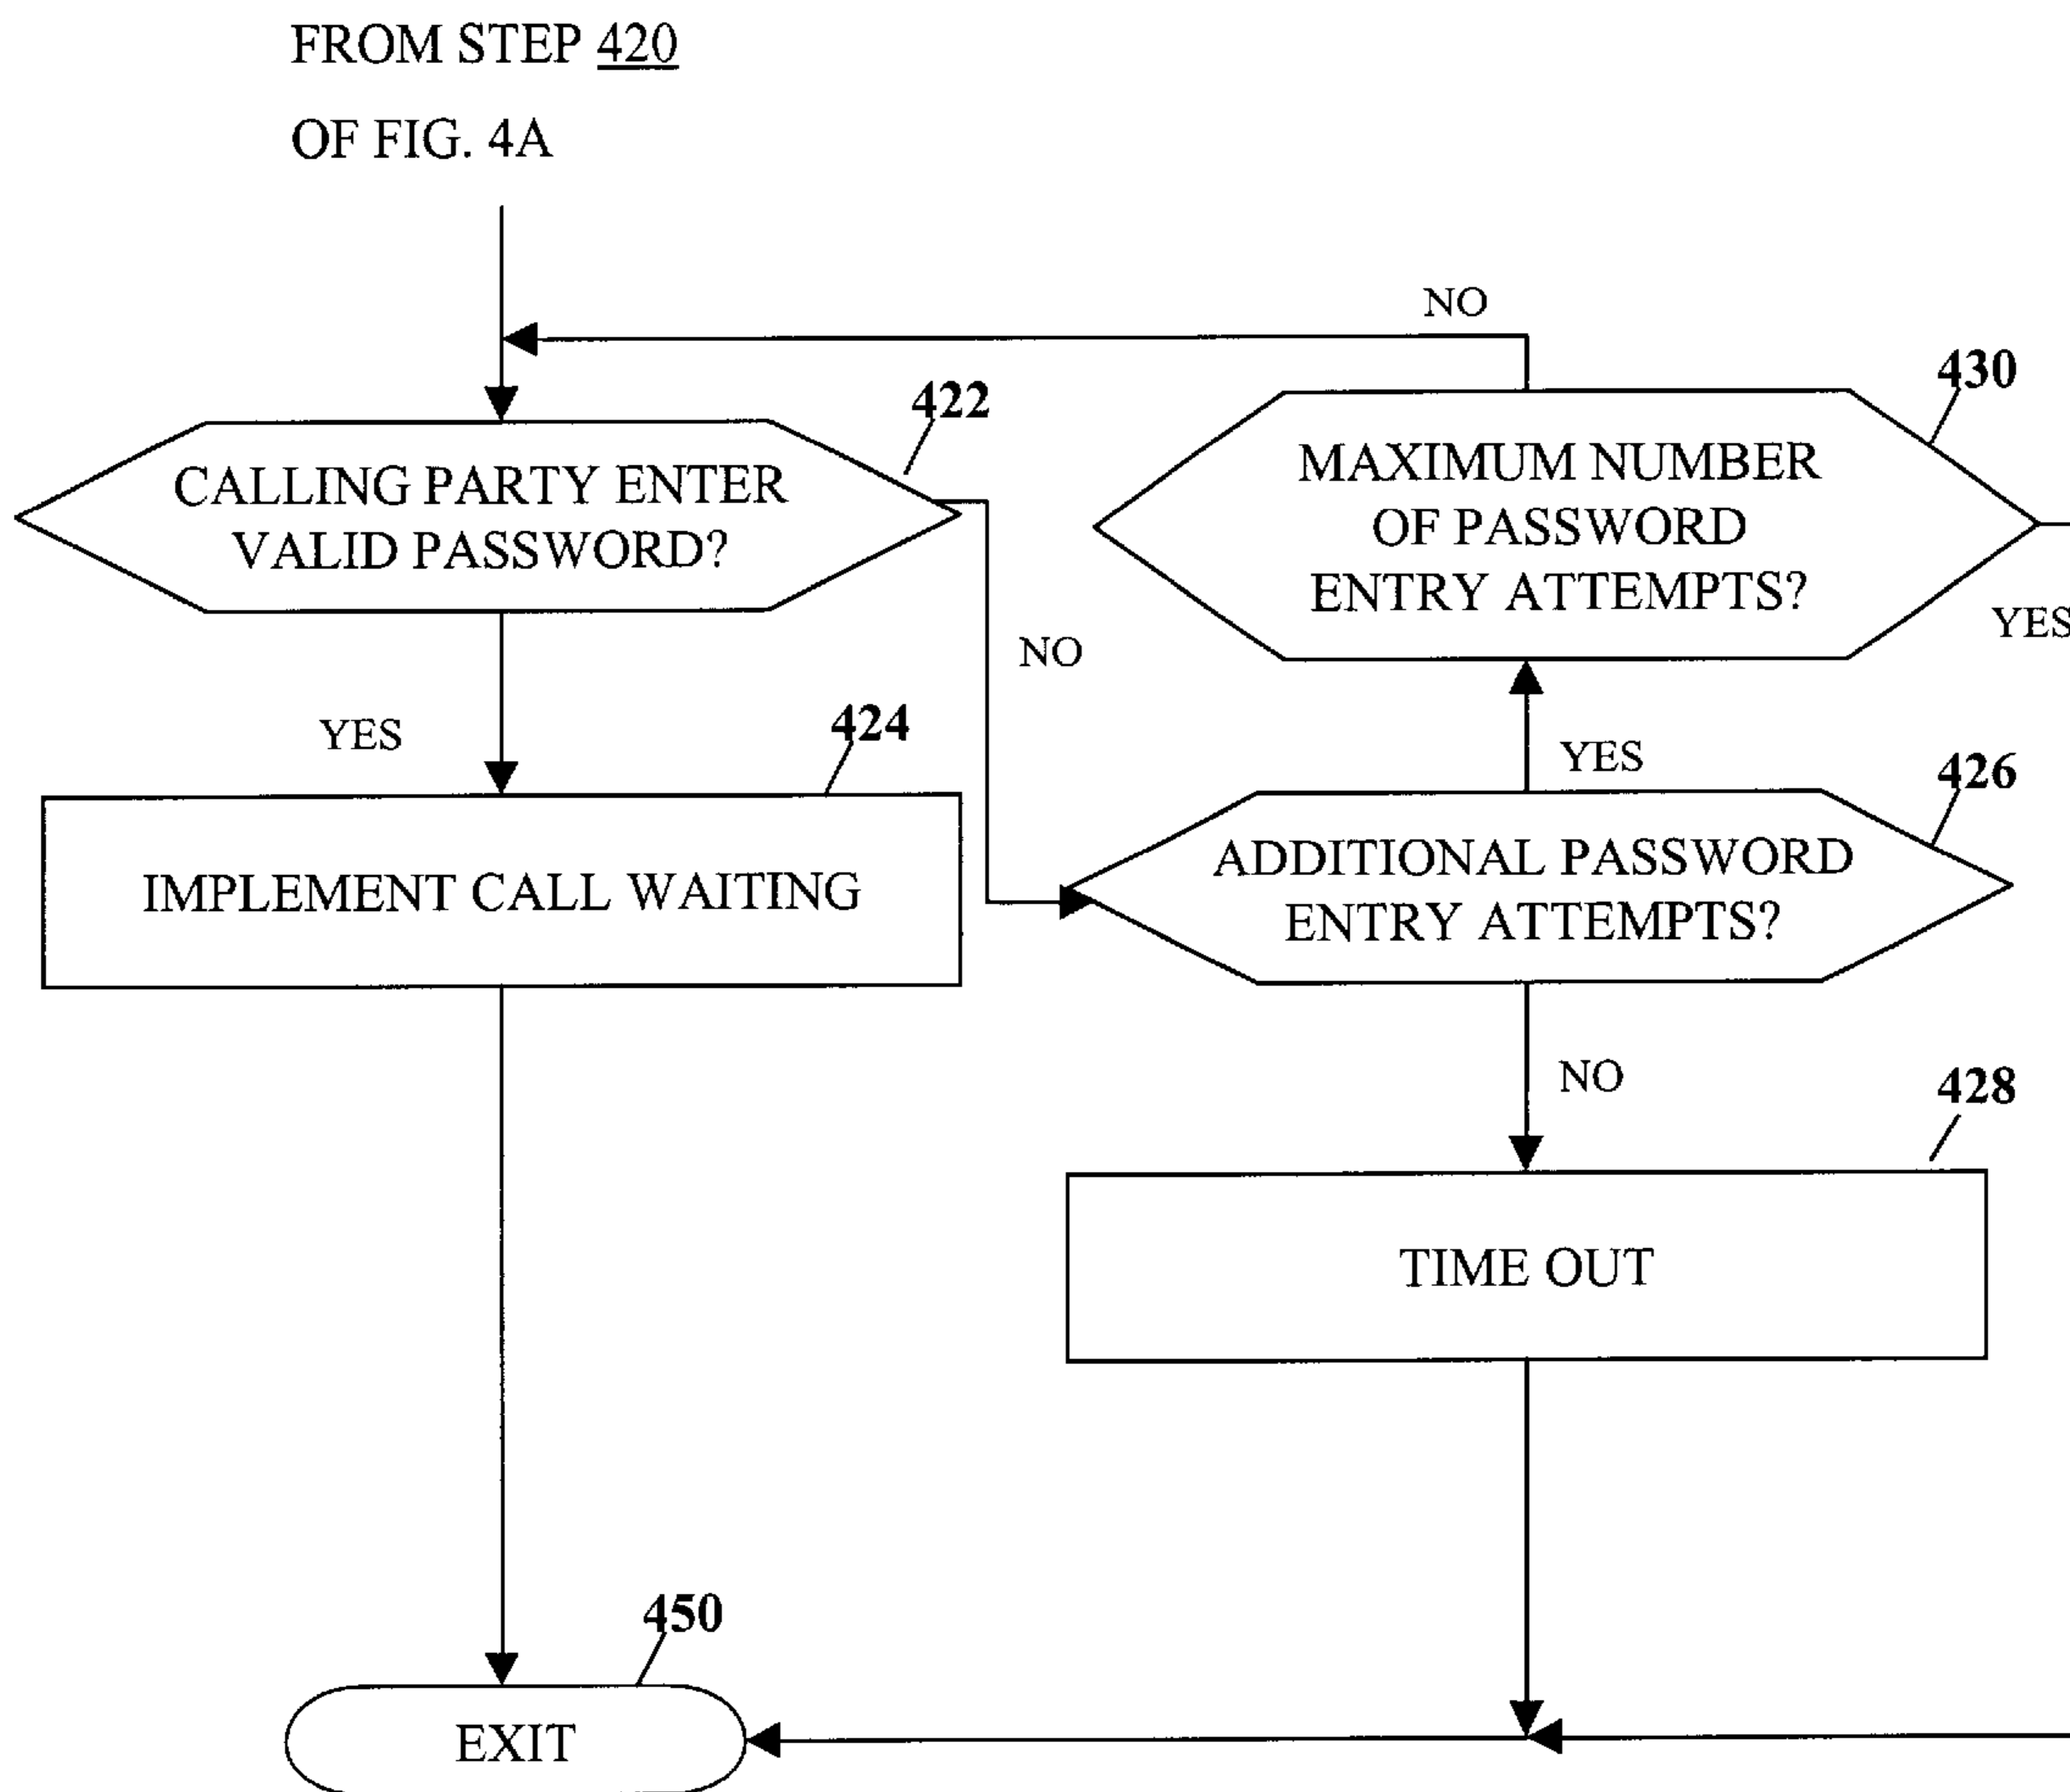 FROM STEP 420
OF FIG. 4A
NO
430
422
CALLING PARTY ENTER
VALID PASSWORD?
MAXIMUM NUMBER
OF PASSWORD
ENTRY ATTEMPTS?
YES
NO
YES
424
YES
426
IMPLEMENT CALL WAITING
ADDITIONAL PASSWORD
ENTRY ATTEMPTS?
NO
428
TIME OUT
450
EXIT